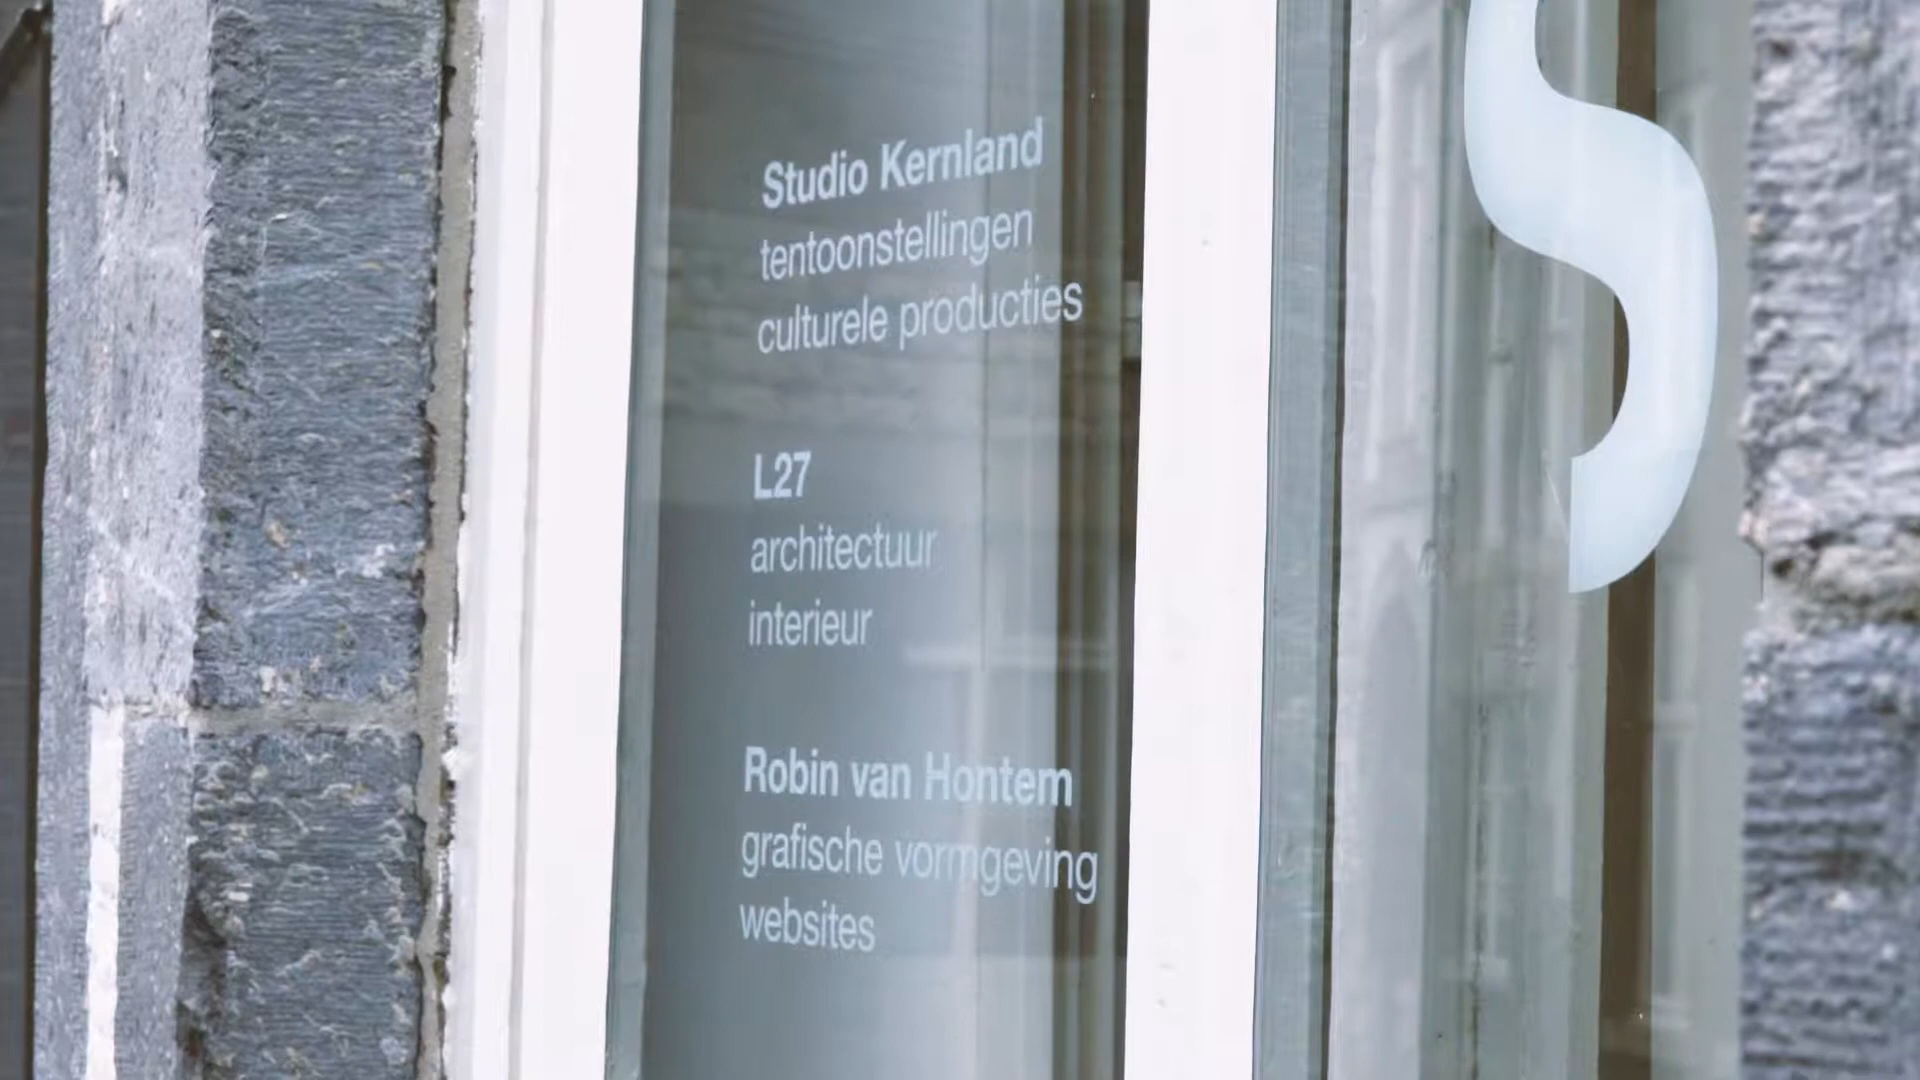 Studio Kernland
tentoonstellingen
culturele producties
L27
architectuur
interieur
Robin van Hontem
grafische vormgeving
websites
S